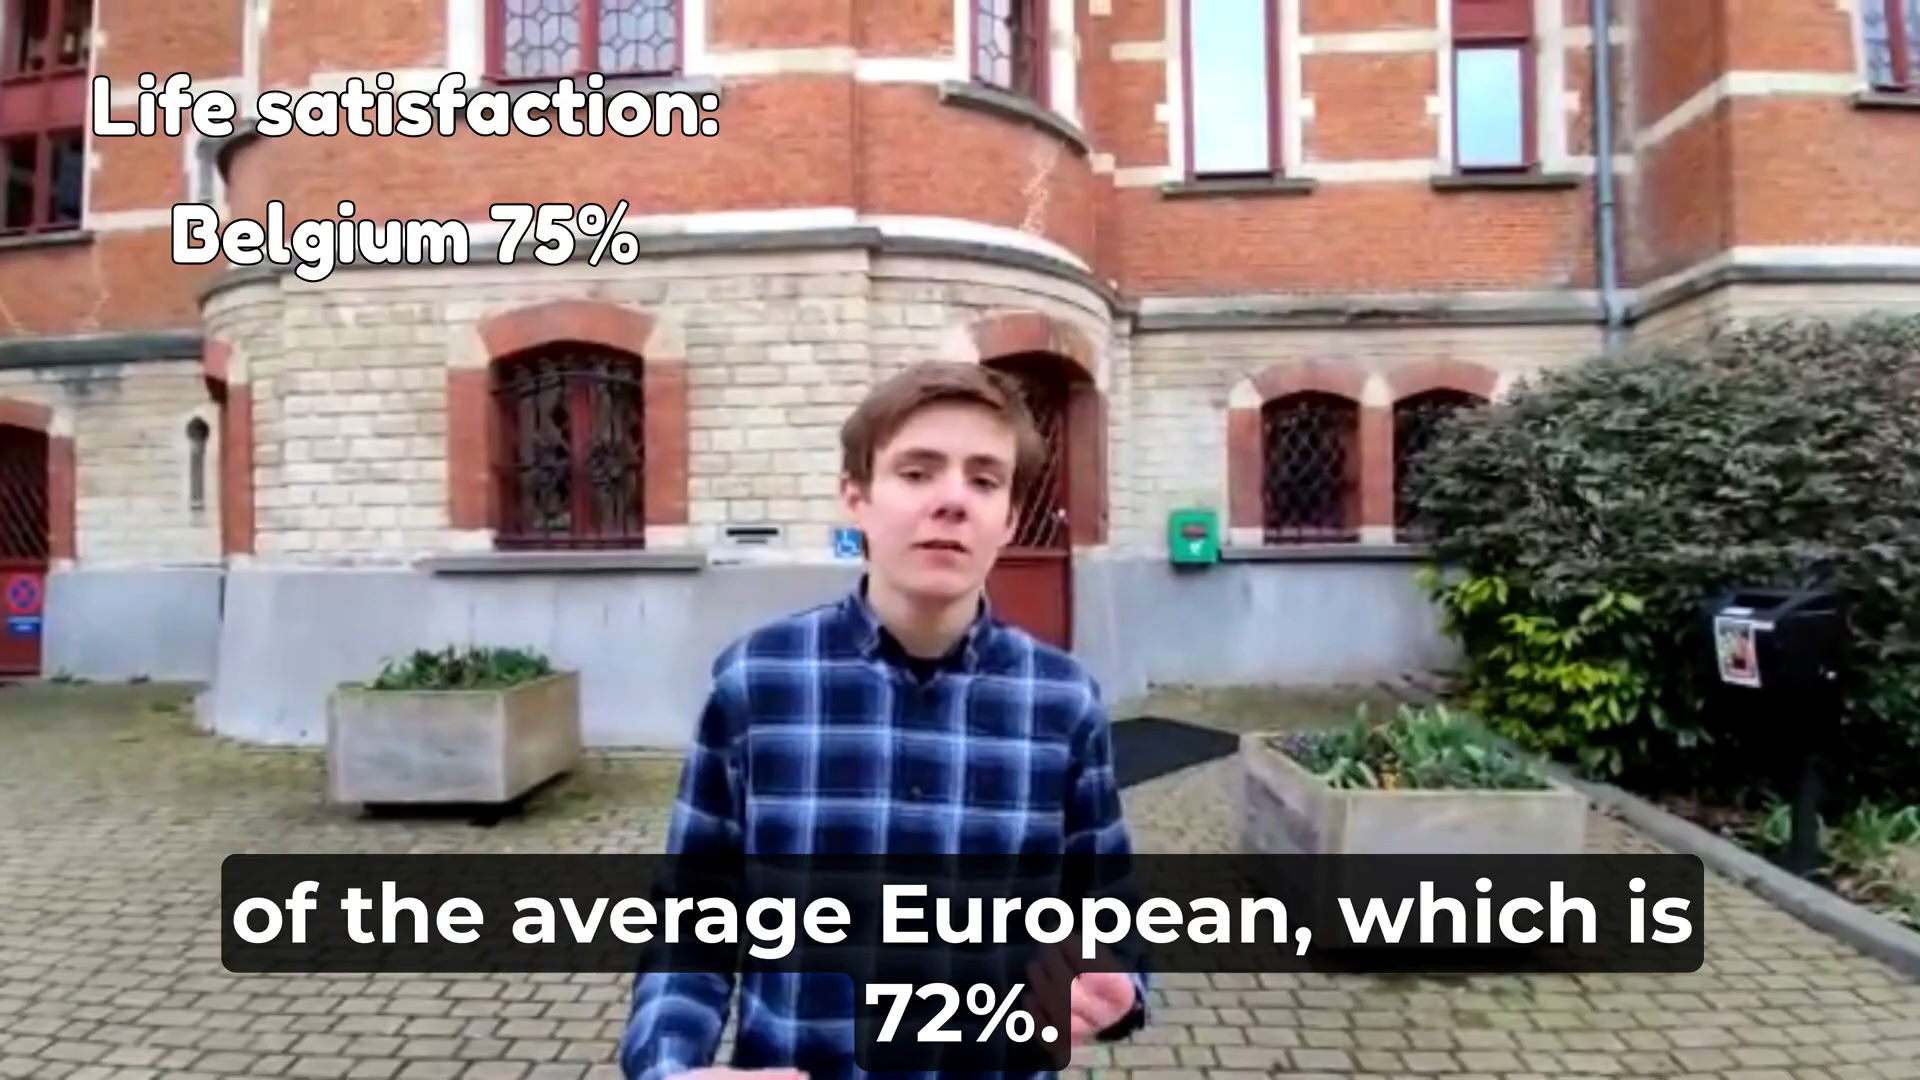 Life satisfaction:
Belgium 75%
of the average European, which is
72%.